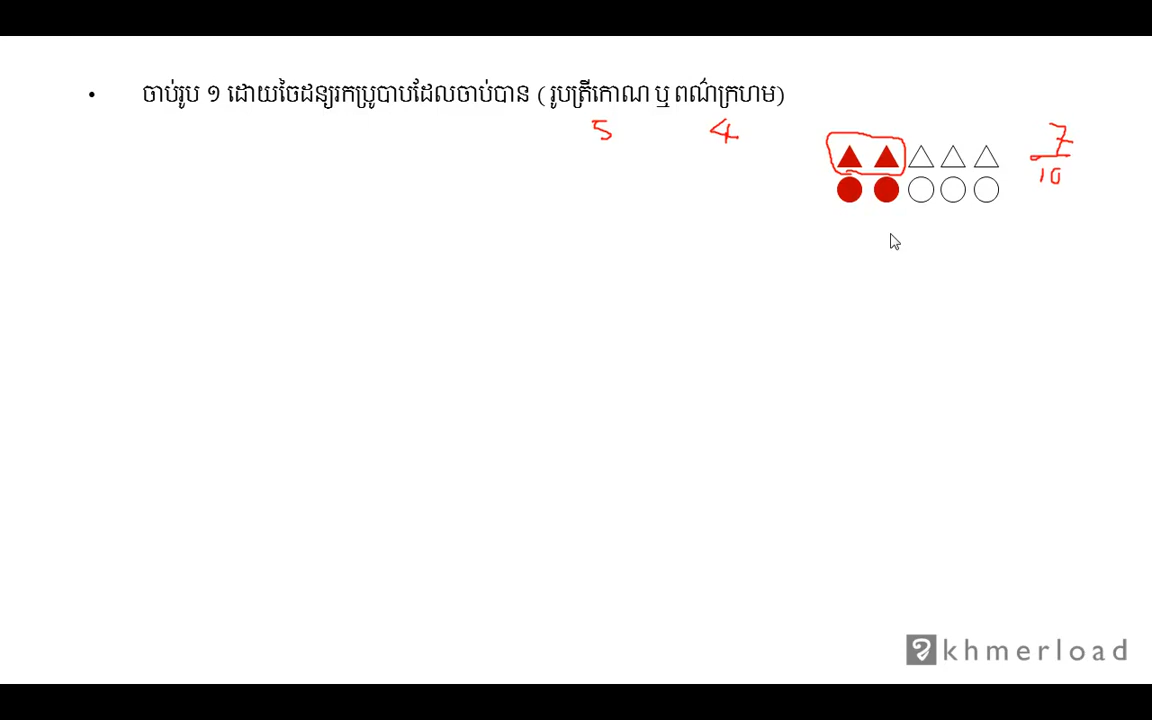 • ចាប់រូប ១ ដោយចៃដន្យរកប្រូបាបដែលចាប់បាន ( រូបត្រីកោណ ឬ ពណ៌ក្រហម)
5 4
7
10
khmerload